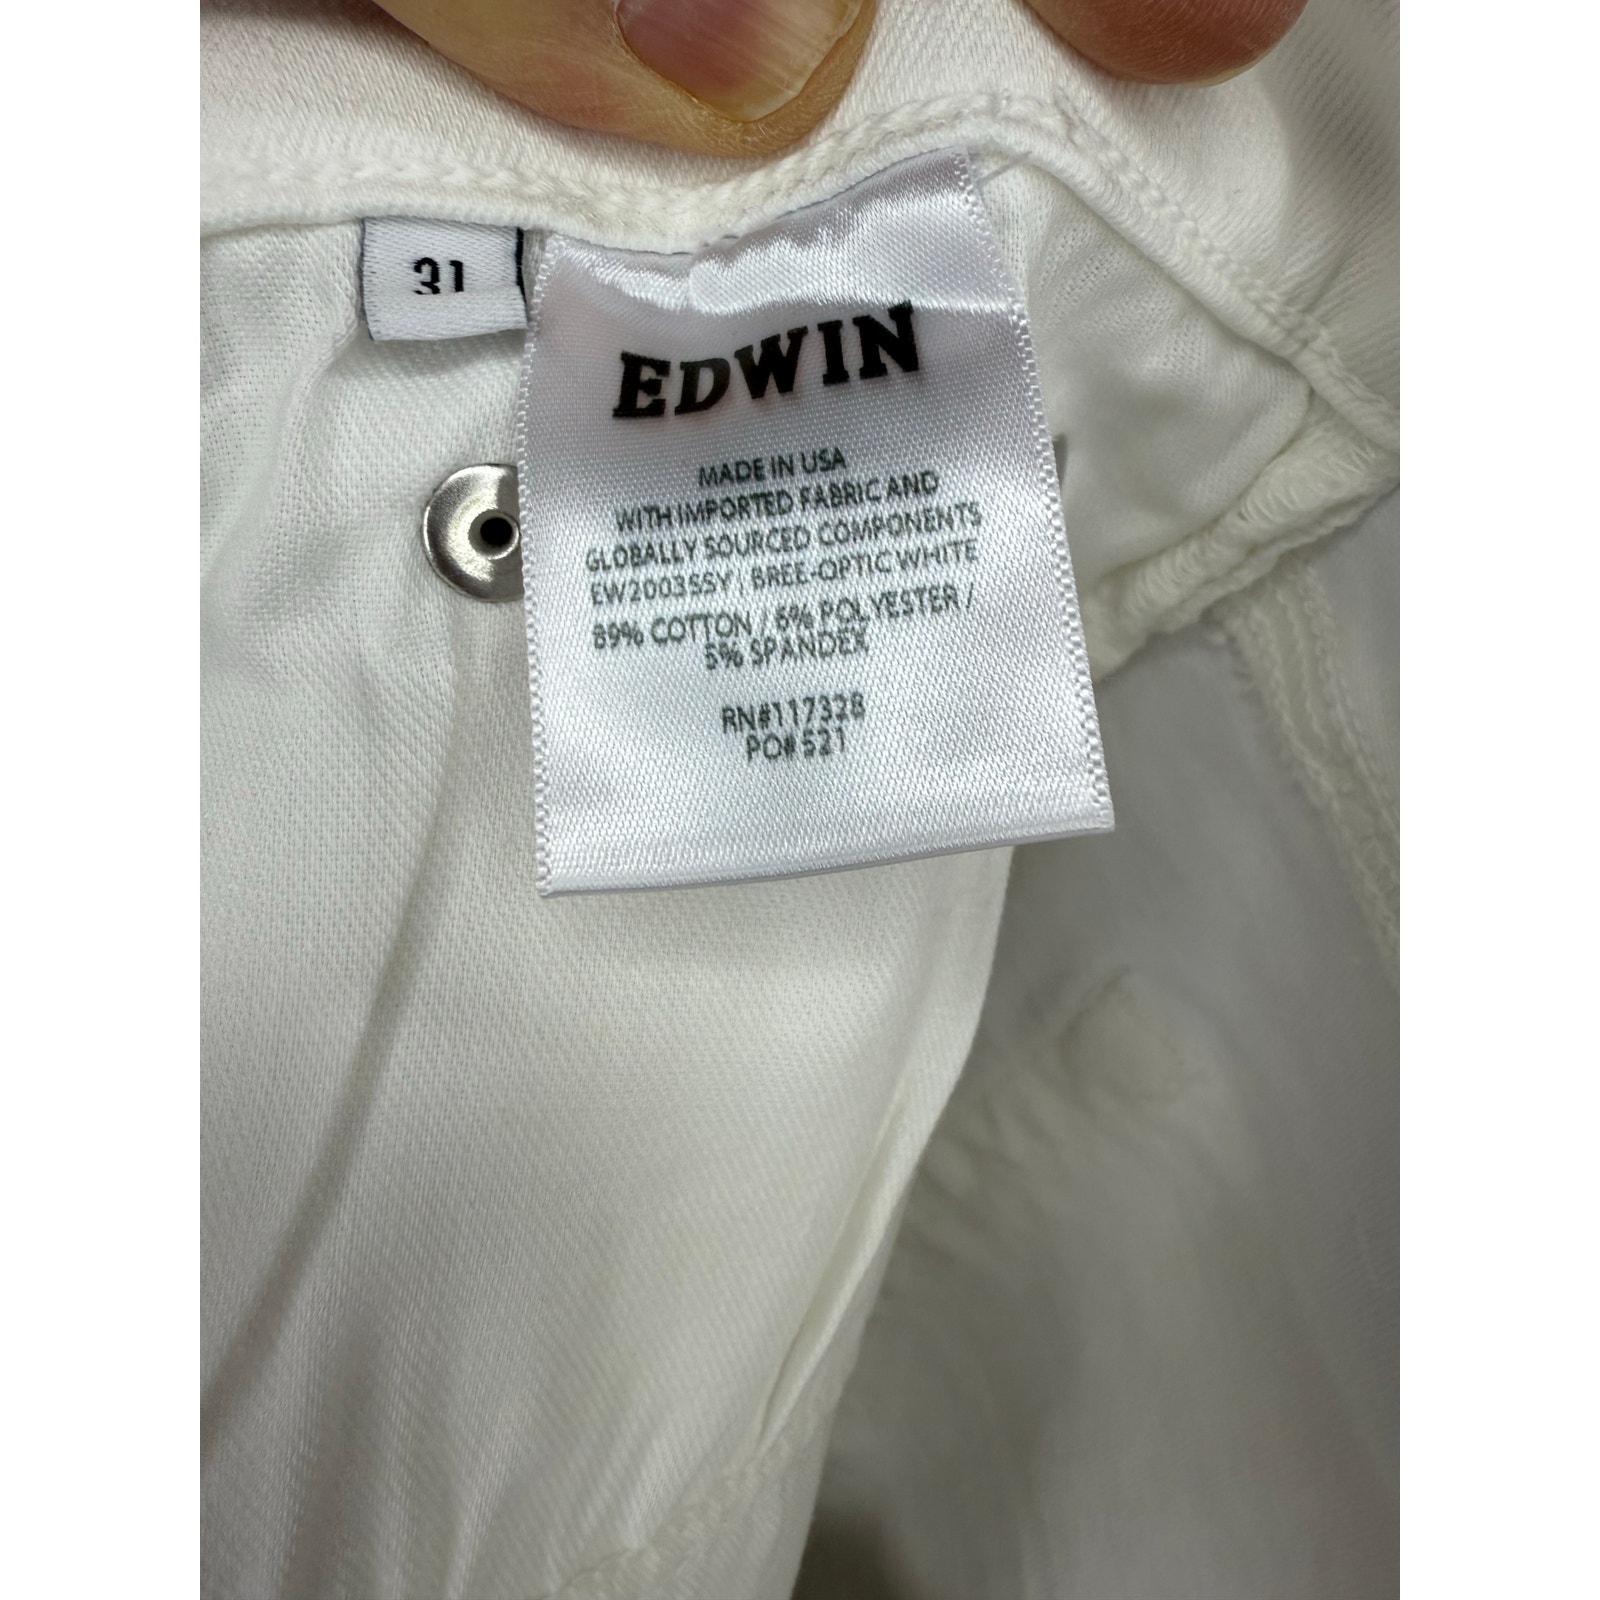 31
EDWIN
MADE IN USA
WITH IMPORTED FABRIC AND
GLOBALLY SOURCED COMPONENTS
EW2003SSY | BREE-OPTIC WHITE
89% COTTON / 6% POLYESTER /
5% SPANDEX
RN#117328
PO# 521